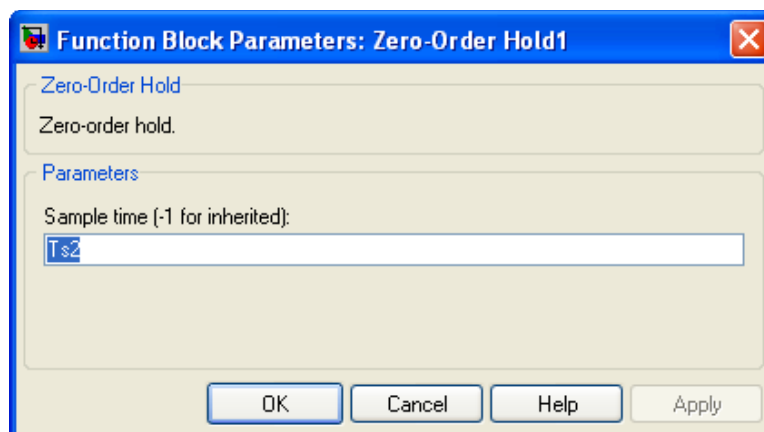 Function Block Parameters: Zero-Order Hold1
Zero-Order Hold
Zero-order hold.
Parameters
Sample time (-1 for inherited):
Ts2
OK Cancel Help Apply